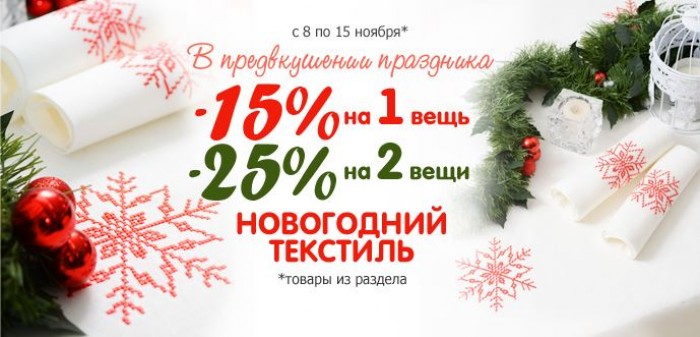 с 8 по 15 ноября*
В предвкушении праздника
-15% на 1 вещь
-25% на 2 вещи
НОВОГОДНИЙ
ТЕКСТИЛЬ
*товары из раздела